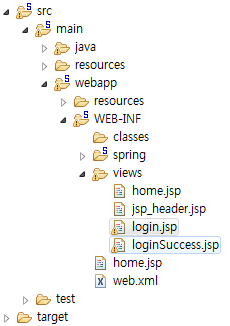 src
main
java
resources
webapp
resources
WEB-INF
classes
spring
views
home.jsp
jsp_header.jsp
login.jsp
loginSuccess.jsp
home.jsp
web.xml
test
target